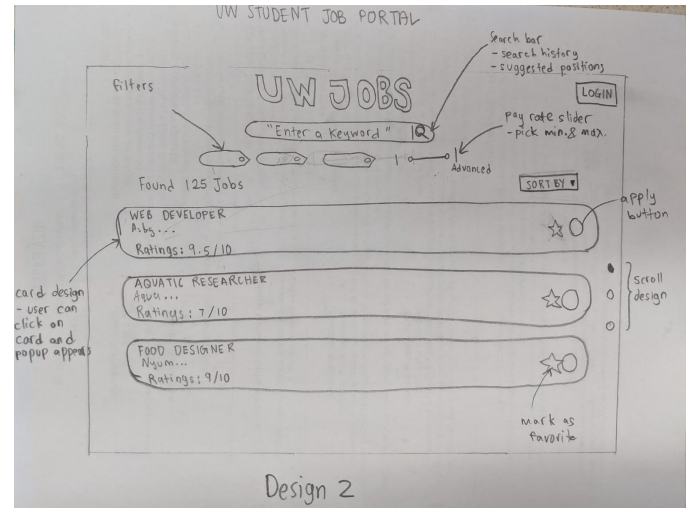 UW STUDENT JOB PORTAL
Search bar
- search history
- suggested positions
filters
UW JOBS
LOGIN
"Enter a keyword"
pay rate slider
- pick min. & max.
Advanced
Found 125 Jobs
SORT BY ▼
apply
button
WEB DEVELOPER
Ratings: 9.5/10
AQUATIC RESEARCHER
Aqua...
Ratings: 7/10
FOOD DESIGNER
Nyum...
Ratings: 9/10
card design
- user can
click on
card and
popup appears
scroll
design
mark as
favorite
Design 2